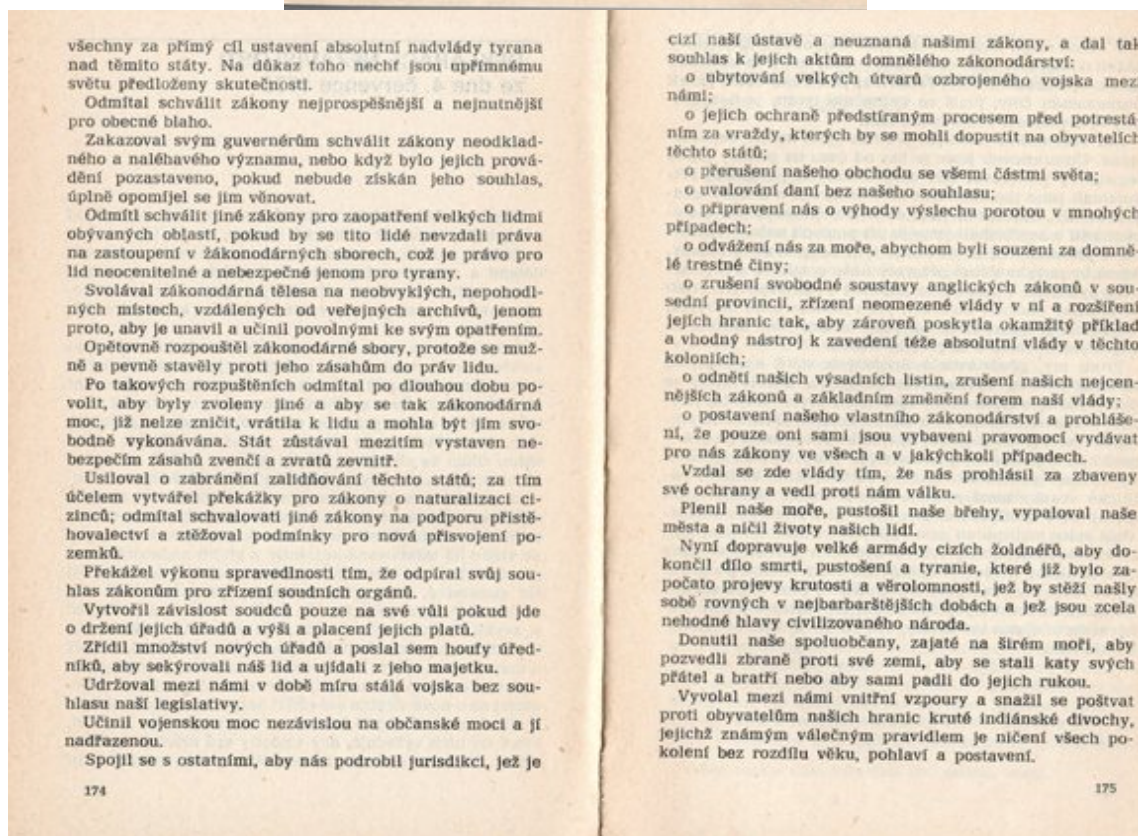 všechny za přímý cíl ustavení absolutní nadvlády tyrana
nad těmito státy. Na důkaz toho nechť jsou upřímnému
světu předloženy skutečnosti.
Odmítal schválit zákony nejprospěšnější a nejnutnější
pro obecné blaho.
Zakazoval svým guvernérům schválit zákony neodklad-
ného a naléhavého významu, nebo když bylo jejich prová-
dění pozastaveno, pokud nebude získán jeho souhlas,
úplně opomíjel se jim věnovat.
Odmítl schválit jiné zákony pro zaopatření velkých lidmi
obývaných oblastí, pokud by se tito lidé nevzdali práva
na zastoupení v žákonodárných sborech, což je právo pro
lid neocenitelné a nebezpečné jenom pro tyrany.
Svolával zákonodárná tělesa na neobvyklých, nepohodl-
ných místech, vzdálených od veřejných archívů, jenom
proto, aby je unavil a učinil povolnými ke svým opatřením.
Opětovně rozpouštěl zákonodárné sbory, protože se muž-
ně a pevně stavěly proti jeho zásahům do práv lidu.
Po takových rozpuštěních odmítal po dlouhou dobu po-
volit, aby byly zvoleny jiné a aby se tak zákonodárná
moc, již nelze zničit, vrátila k lidu a mohla být jím svo-
bodně vykonávána. Stát zůstával mezitím vystaven ne-
bezpečím zásahů zvenčí a zvratů zevnitř.
Usiloval o zabránění zalidňování těchto států; za tím
účelem vytvářel překážky pro zákony o naturalizaci ci-
zinců; odmítal schvalovati jiné zákony na podporu přistě-
hovalectví a ztěžoval podmínky pro nová přisvojení po-
zemků.
Překážel výkonu spravedlnosti tím, že odpíral svůj sou-
hlas zákonům pro zřízení soudních orgánů.
Vytvořil závislost soudců pouze na své vůli pokud jde
o držení jejich úřadů a výši a placení jejich platů.
Zřídil množství nových úřadů a poslal sem houfy úřed-
níků, aby sekýrovali náš lid a ujídali z jeho majetku.
Udržoval mezi námi v době míru stálá vojska bez sou-
hlasu naší legislativy.
Učinil vojenskou moc nezávislou na občanské moci a jí
nadřazenou.
Spojil se s ostatními, aby nás podrobil jurisdikci, jež je
174
cizí naší ústavě a neuznaná našimi zákony, a dal tak
souhlas k jejich aktům domnělého zákonodárství:
o ubytování velkých útvarů ozbrojeného vojska mez
námi;
o jejich ochraně předstíraným procesem před potrestá
ním za vraždy, kterých by se mohli dopustit na obyvatelích
těchto států;
o přerušení našeho obchodu se všemi částmi světa;
o uvalování daní bez našeho souhlasu;
o připravení nás o výhody výslechu porotou v mnohých
případech;
o odvážení nás za moře, abychom byli souzeni za domně-
lé trestné činy;
o zrušení svobodné soustavy anglických zákonů v sou-
sední provincii, zřízení neomezené vlády v ní a rozšíření
jejích hranic tak, aby zároveň poskytla okamžitý příklad
a vhodný nástroj k zavedení téže absolutní vlády v těchto
koloniích;
o odnětí našich výsadních listin, zrušení našich nejcen-
nějších zákonů a základním změnění forem naší vlády;
o postavení našeho vlastního zákonodárství a prohláše-
ní, že pouze oni sami jsou vybaveni pravomocí vydávat
pro nás zákony ve všech a v jakýchkoli případech.
Vzdal se zde vlády tím, že nás prohlásil za zbaveny
své ochrany a vedl proti nám válku.
Plenil naše moře, pustošil naše břehy, vypaloval naše
města a ničil životy našich lidí.
Nyní dopravuje velké armády cizích žoldnéřů, aby do-
končil dílo smrti, pustošení a tyranie, které již bylo za-
počato projevy krutosti a věrolomnosti, jež by stěží našly
sobě rovných v nejbarbarštějších dobách a jež jsou zcela
nehodné hlavy civilizovaného národa.
Donutil naše spoluobčany, zajaté na širém moři, aby
pozvedli zbraně proti své zemi, aby se stali katy svých
přátel a bratří nebo aby sami padli do jejich rukou.
Vyvolal mezi námi vnitřní vzpoury a snažil se poštvat
proti obyvatelům našich hranic kruté indiánské divochy,
jejichž známým válečným pravidlem je ničení všech po-
kolení bez rozdílu věku, pohlaví a postavení.
175